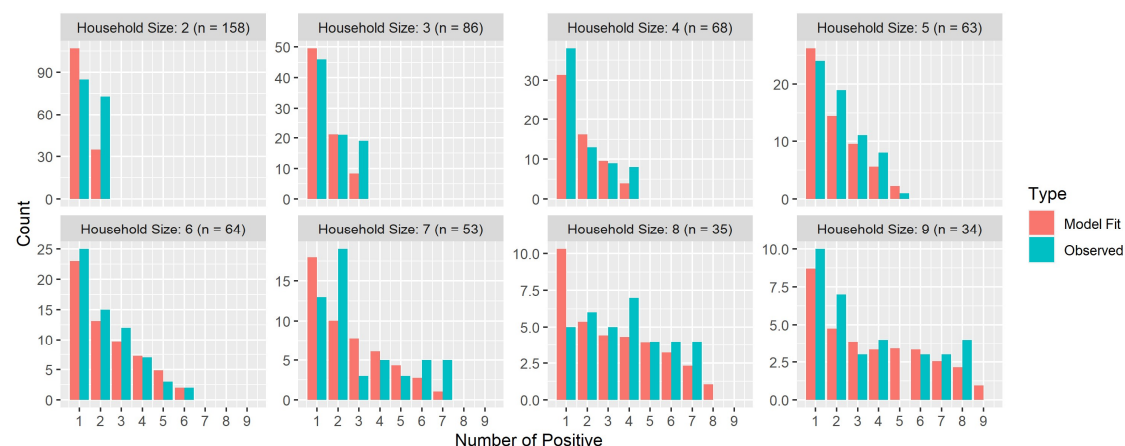 Household Size: 2 (n = 158)
Household Size: 3 (n = 86)
Household Size: 4 (n = 68)
Household Size: 5 (n = 63)
90
60
30
0
50
40
30
20
10
0
30
20
10
0
20
10
0
Count
Household Size: 6 (n = 64)
Household Size: 7 (n = 53)
Household Size: 8 (n = 35)
Household Size: 9 (n = 34)
25
20
15
10
5
0
15
10
5
0
10.0
7.5
5.0
2.5
0.0
10.0
7.5
5.0
2.5
0.0
1 2 3 4 5 6 7 8 9
1 2 3 4 5 6 7 8 9
1 2 3 4 5 6 7 8 9
1 2 3 4 5 6 7 8 9
Number of Positive
Type
Model Fit
Observed